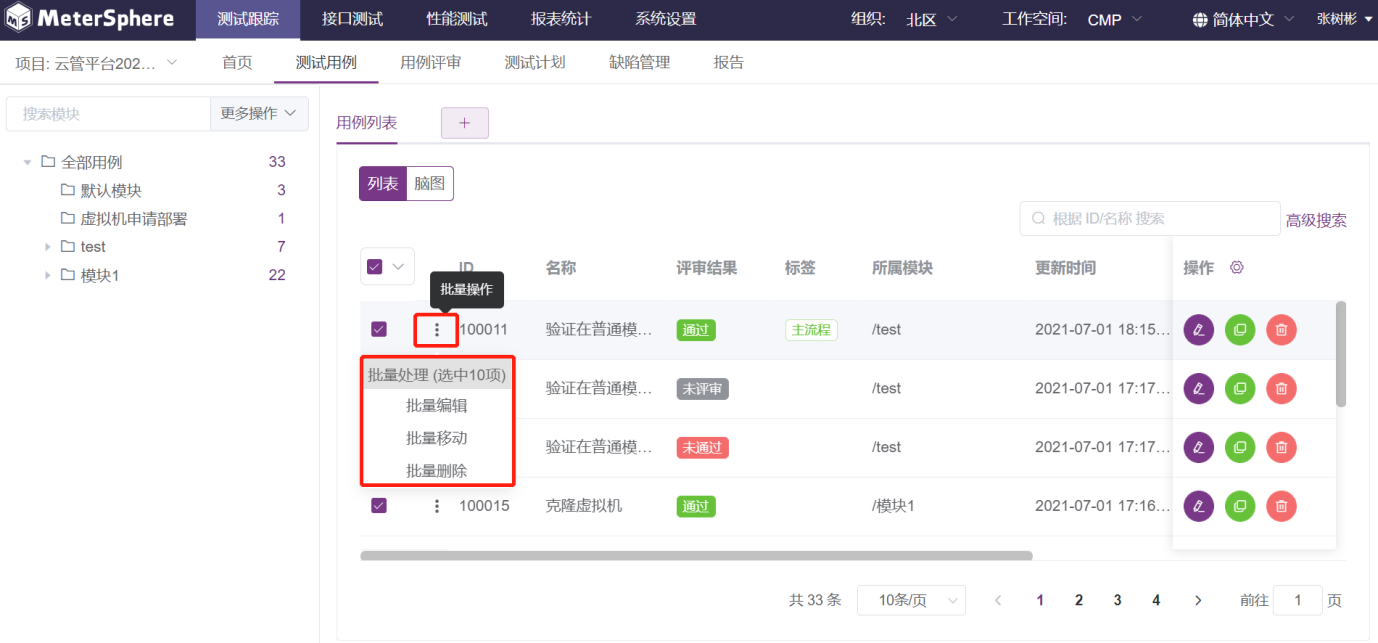 MeterSphere 测试跟踪 接口测试 性能测试 报表统计 系统设置 组织: 北区 工作空间: CMP 简体中文 张树彬
项目: 云管平台202... 首页 测试用例 用例评审 测试计划 缺陷管理 报告
搜索模块 更多操作
全部用例 33
默认模块 3
虚拟机申请部署 1
test 7
模块1 22
用例列表 +
列表 脑图
根据 ID/名称 搜索 高级搜索
ID 名称 评审结果 标签 所属模块 更新时间 操作
批量操作
100011 验证在普通模... 通过 主流程 /test 2021-07-01 18:15...
批量处理 (选中10项)
批量编辑
批量移动
批量删除
验证在普通模... 未评审 /test 2021-07-01 17:17...
验证在普通模... 未通过 /test 2021-07-01 17:17...
100015 克隆虚拟机 通过 /模块1 2021-07-01 17:16...
共 33 条 10条/页 1 2 3 4 前往 1 页